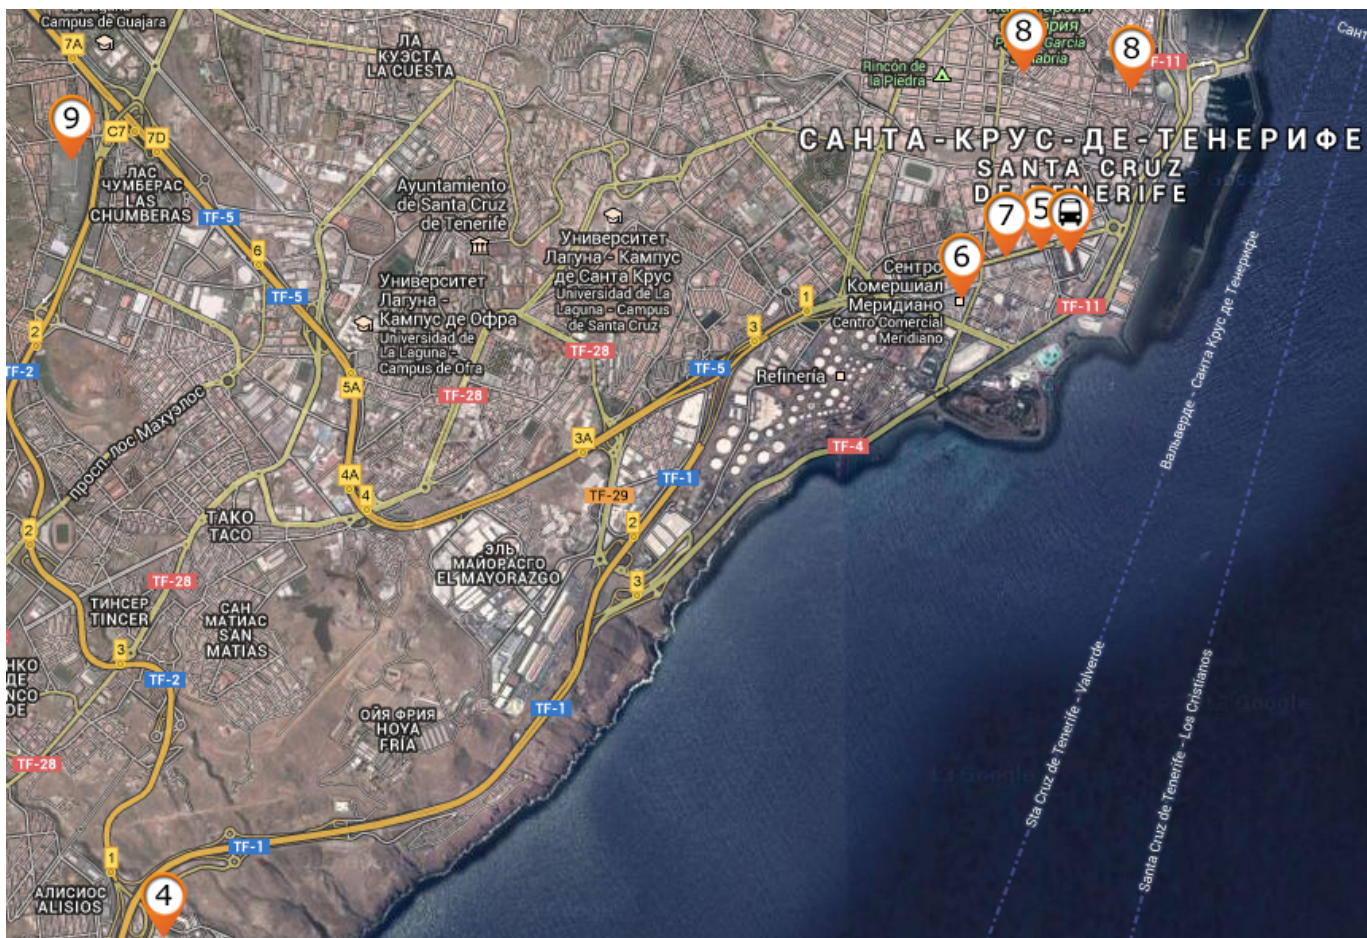 Campus de Guajara
7A
9
C7
7D
ЛАС
ЧУМБЕРАС
LAS
CHUMBERAS
TF-5
6
TF-5
ЛА
КУЭСТА
LA CUESTA
Rincón de
la Piedra
8
8
TF-11
САНТА-КРУС-ДЕ-ТЕНЕРИФЕ
SANTA CRUZ
DE TENERIFE
7
5
6
Ayuntamiento
de Santa Cruz
de Tenerife
Университет
Лагуна - Кампус
де Санта Крус
Universidad de La
Laguna - Campus
de Santa Cruz
Университет
Лагуна -
Кампус де Офра
Universidad de
La Laguna -
Campus de Ofra
Сентро
Комершиал
Меридиано
Centro Comercial
Meridiano
TF-11
1
3
TF-28
TF-5
Refinería
2
TF-2
5A
TF-28
просп. лос Махуэлос
3A
TF-4
4A
4
TF-1
TF-29
2
ТАКО
TACO
2
ЭЛЬ
МАЙОРАСГО
EL MAYORAZGO
3
TF-28
ТИНСЕР
TINCER
САН
МАТИАС
SAN
MATIAS
3
TF-2
TF-1
ОЙЯ ФРИЯ
HOYA
FRÍA
TF-28
TF-1
1
АЛИСИОС
ALISIOS
4
Вальверде - Санта Крус де Тенерифе
Sta Cruz de Tenerife - Valverde
Santa Cruz de Tenerife - Los Cristianos